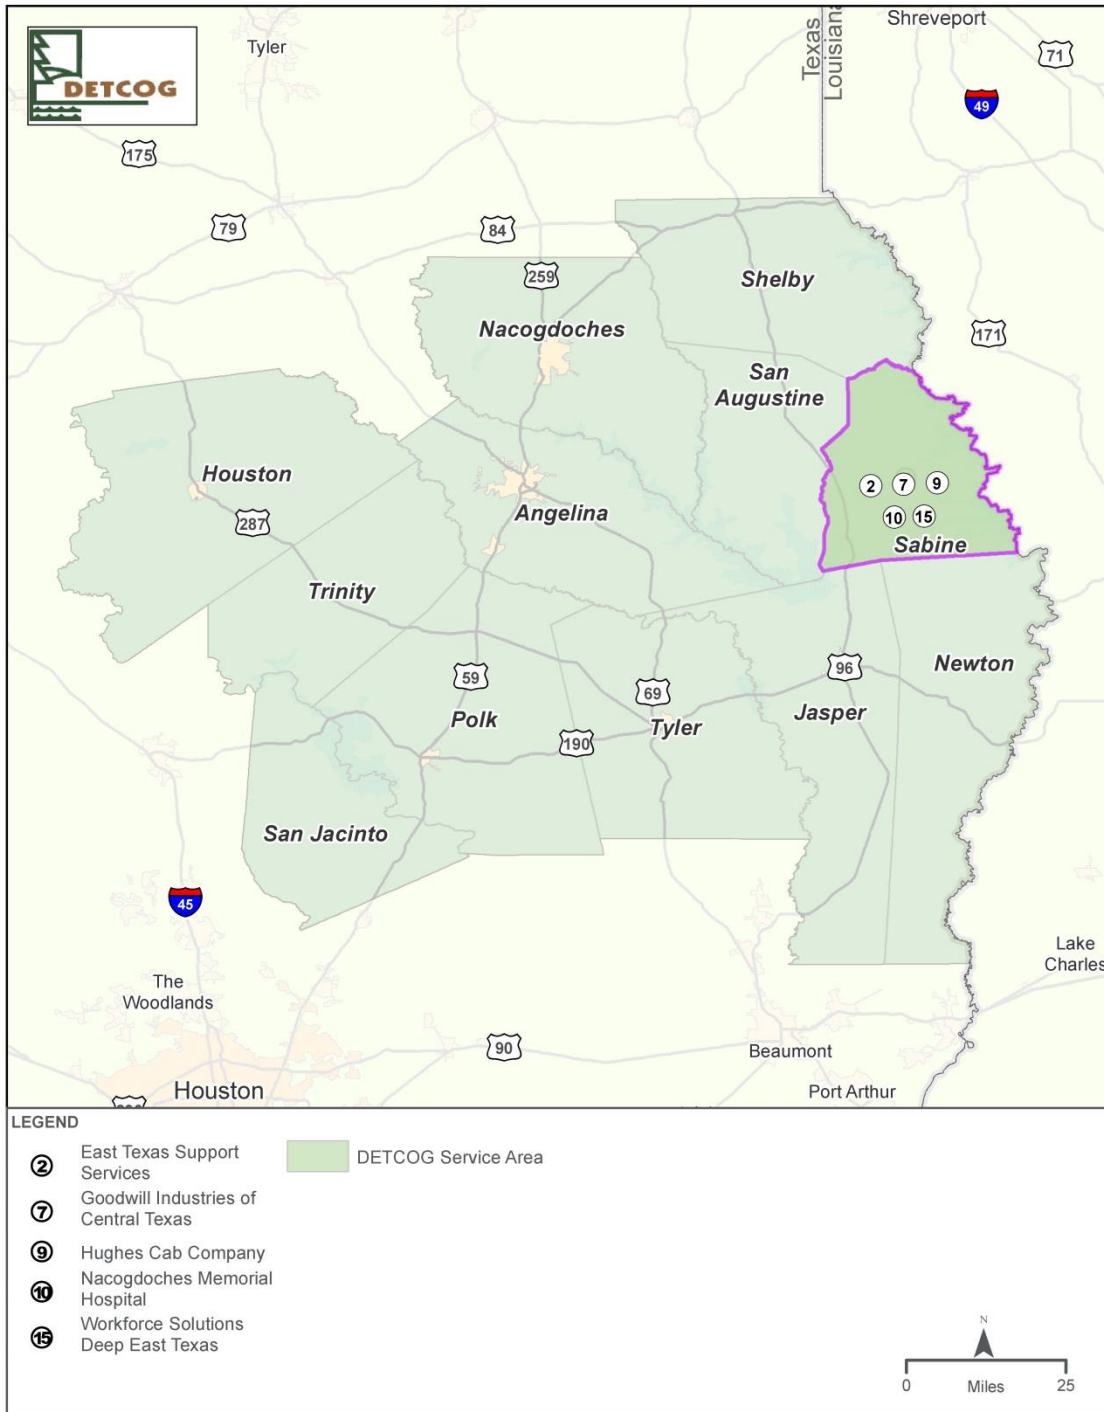 Shreveport
Tyler
Texas
Louisiana
DETCOG
71
49
175
79
84
259
Shelby
171
Nacogdoches
San
Augustine
Houston
2
7
9
287
Angelina
10
15
Sabine
Trinity
59
96
Newton
69
Polk
Jasper
Tyler
190
San Jacinto
45
Lake
Charles
The
Woodlands
90
Beaumont
Houston
Port Arthur
LEGEND
2
East Texas Support
Services
DETCOG Service Area
7
Goodwill Industries of
Central Texas
9
Hughes Cab Company
10
Nacogdoches Memorial
Hospital
15
Workforce Solutions
Deep East Texas
N
0
Miles
25